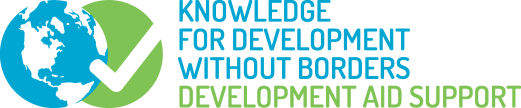 KNOWLEDGE
FOR DEVELOPMENT
WITHOUT BORDERS
DEVELOPMENT AID SUPPORT